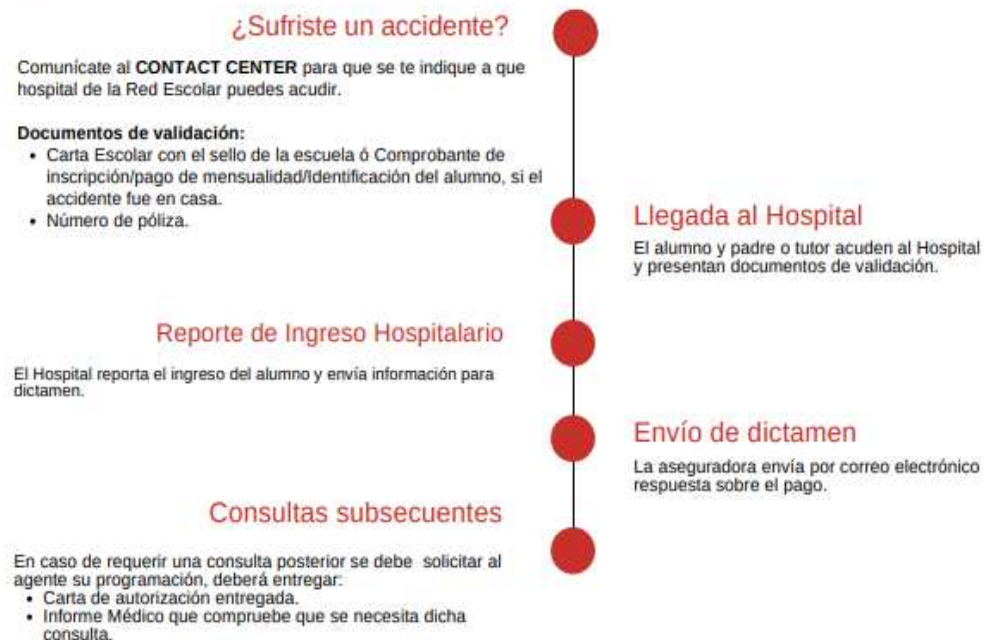 ¿Sufriste un accidente?
Comunícate al CONTACT CENTER para que se te indique a que
hospital de la Red Escolar puedes acudir.
Documentos de validación:
• Carta Escolar con el sello de la escuela ó Comprobante de
inscripción/pago de mensualidad/Identificación del alumno, si el
accidente fue en casa.
• Número de póliza.
Llegada al Hospital
El alumno y padre o tutor acuden al Hospital
y presentan documentos de validación.
Reporte de Ingreso Hospitalario
El Hospital reporta el ingreso del alumno y envía información para
dictamen.
Envío de dictamen
La aseguradora envía por correo electrónico
respuesta sobre el pago.
Consultas subsecuentes
En caso de requerir una consulta posterior se debe solicitar al
agente su programación, deberá entregar:
• Carta de autorización entregada.
• Informe Médico que compruebe que se necesita dicha
consulta.